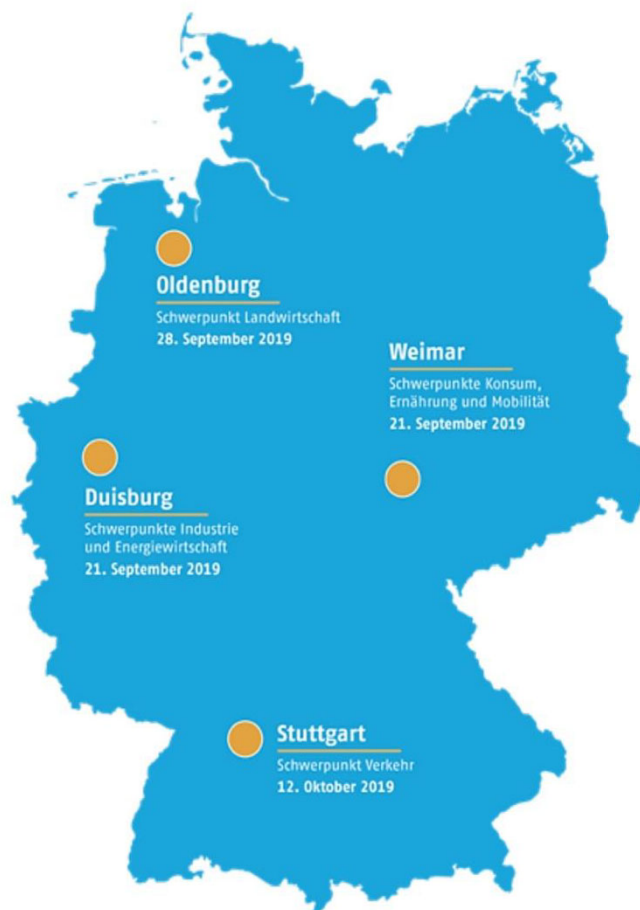 Oldenburg
Schwerpunkt Landwirtschaft
28. September 2019
Weimar
Schwerpunkte Konsum,
Ernährung und Mobilität
21. September 2019
Duisburg
Schwerpunkte Industrie
und Energiewirtschaft
21. September 2019
Stuttgart
Schwerpunkt Verkehr
12. Oktober 2019